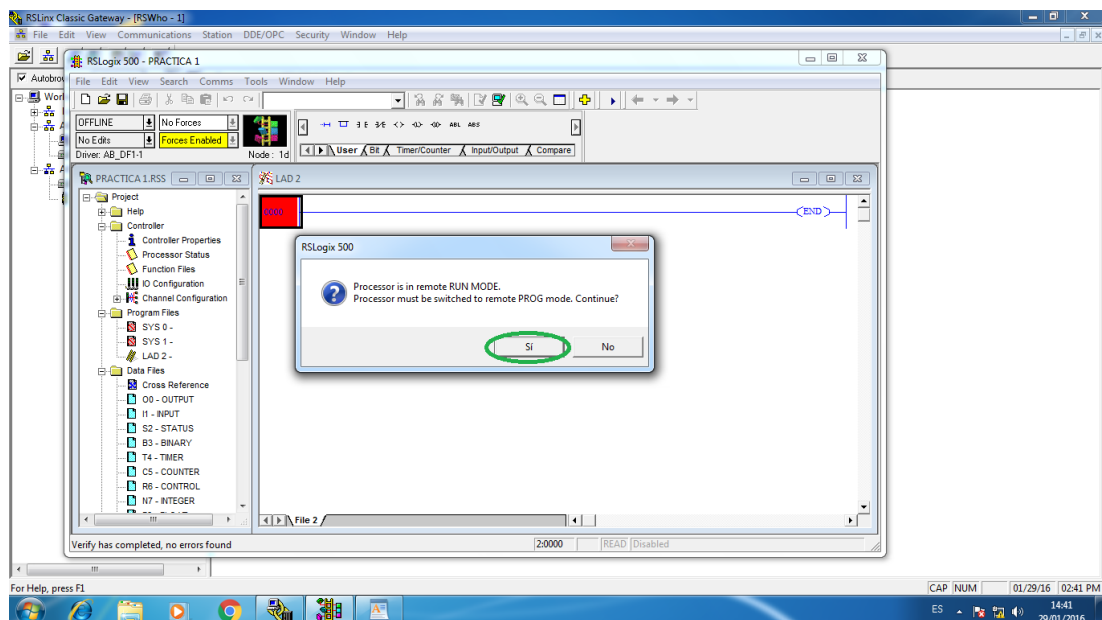 RSLinx Classic Gateway - [RSWho - 1]
File Edit View Communications Station DDE/OPC Security Window Help
RSLogix 500 - PRACTICA 1
Autobrow
File Edit View Search Comms Tools Window Help
OFFLINE No Forces
No Edits Forces Enabled
Driver: AB_DF1-1 Node: 1d
ABL ABS
User Bit Timer/Counter Input/Output Compare
PRACTICA 1.RSS
LAD 2
Project
Help
Controller
Controller Properties
Processor Status
Function Files
IO Configuration
Channel Configuration
Program Files
SYS 0 -
SYS 1 -
LAD 2 -
Data Files
Cross Reference
O0 - OUTPUT
I1 - INPUT
S2 - STATUS
B3 - BINARY
T4 - TIMER
C5 - COUNTER
R6 - CONTROL
N7 - INTEGER
0000
END
RSLogix 500
Processor is in remote RUN MODE.
Processor must be switched to remote PROG mode. Continue?
Sí No
File 2
Verify has completed, no errors found 2:0000 READ Disabled
For Help, press F1 CAP NUM 01/29/16 02:41 PM
ES 14:41
29/01/2016